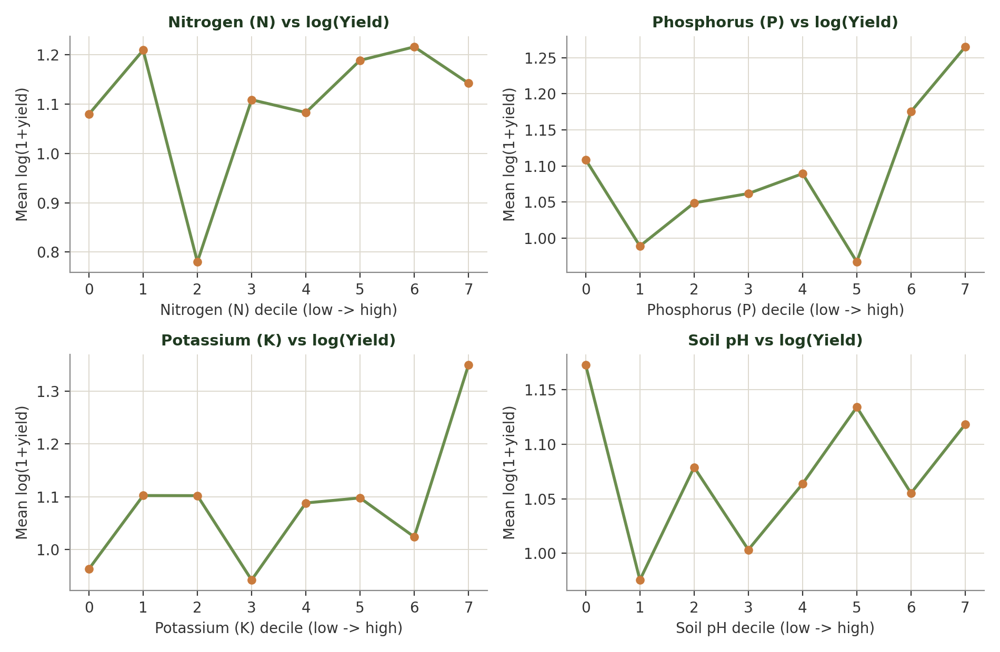 Nitrogen (N) vs log(Yield)
Mean log(1+yield)
1.2
1.1
1.0
0.9
0.8
0 1 2 3 4 5 6 7
Nitrogen (N) decile (low -> high)
Phosphorus (P) vs log(Yield)
Mean log(1+yield)
1.25
1.20
1.15
1.10
1.05
1.00
0 1 2 3 4 5 6 7
Phosphorus (P) decile (low -> high)
Potassium (K) vs log(Yield)
Mean log(1+yield)
1.3
1.2
1.1
1.0
0 1 2 3 4 5 6 7
Potassium (K) decile (low -> high)
Soil pH vs log(Yield)
Mean log(1+yield)
1.15
1.10
1.05
1.00
0 1 2 3 4 5 6 7
Soil pH decile (low -> high)